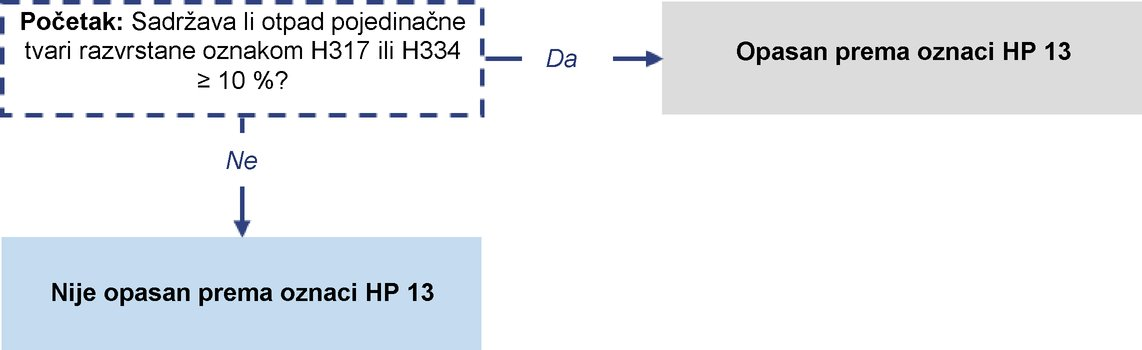 Početak: Sadržava li otpad pojedinačne
tvari razvrstane oznakom H317 ili H334
≥ 10 %?
Da
Opasan prema oznaci HP 13
Ne
Nije opasan prema oznaci HP 13